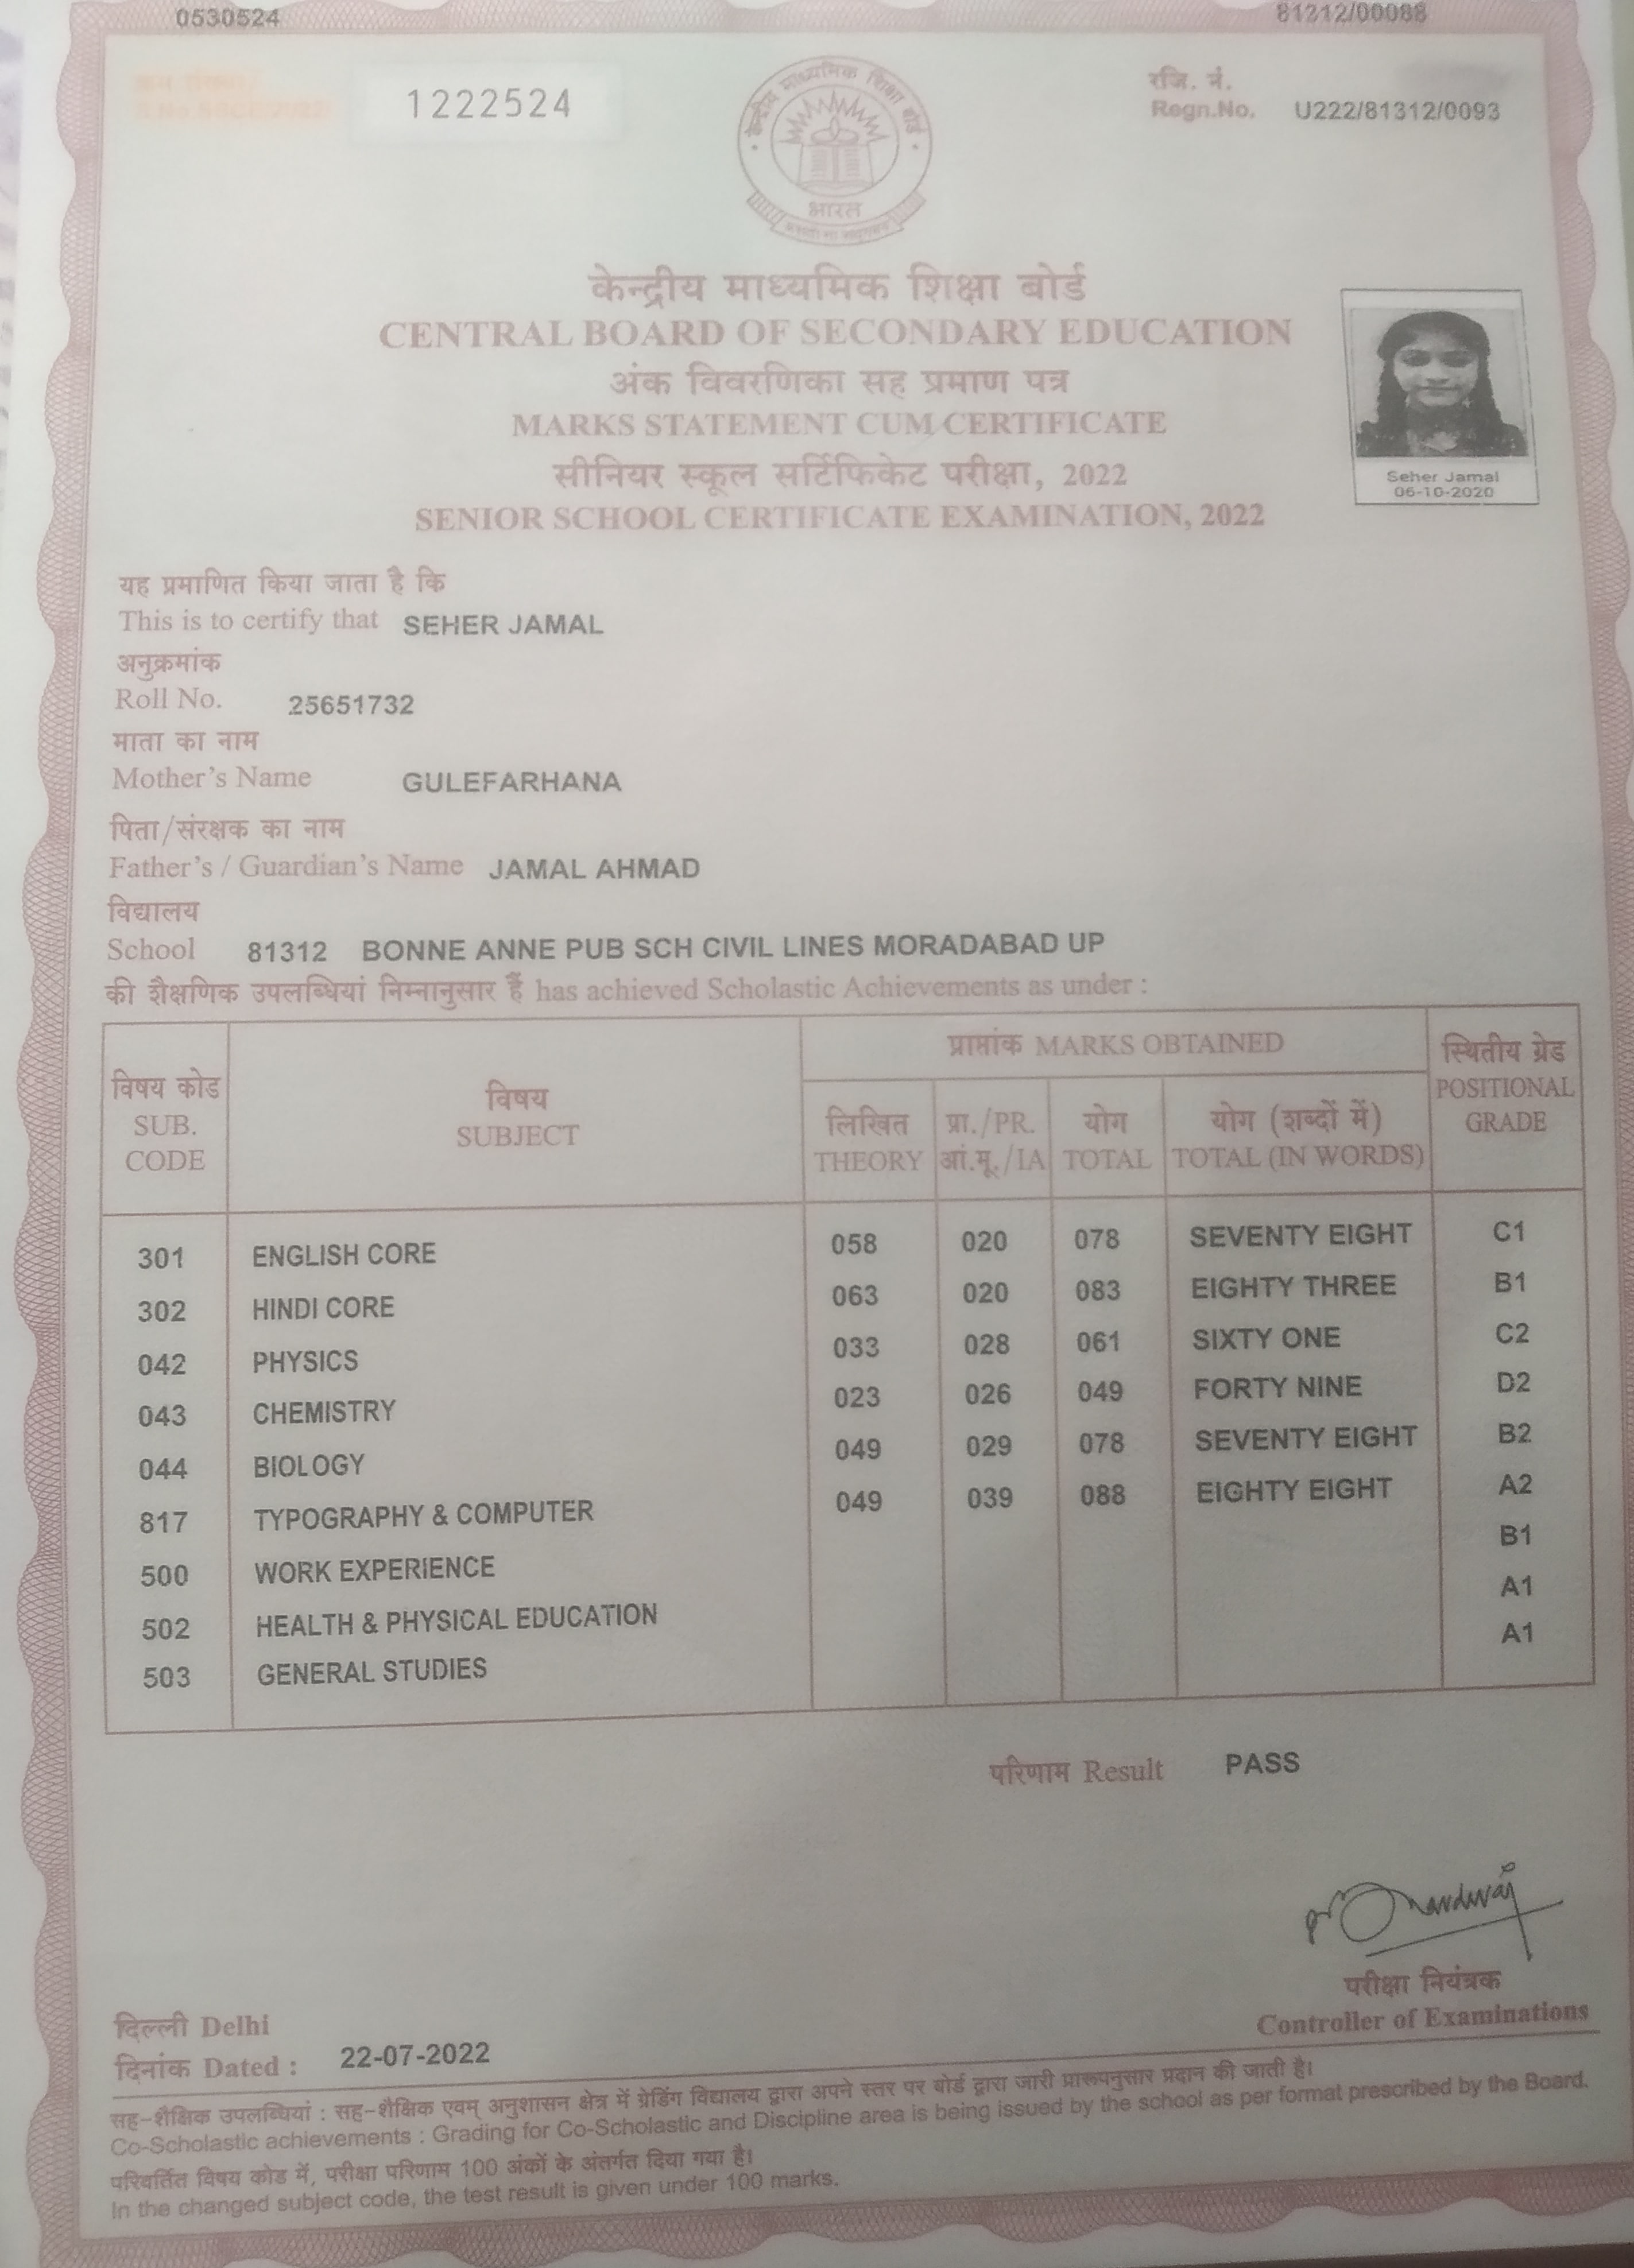 0530524
81312/00088
1222524
रजि. नं.
Regn.No. U222/81312/0093
केन्द्रीय माध्यमिक शिक्षा बोर्ड
भारत
केन्द्रीय माध्यमिक शिक्षा बोर्ड
CENTRAL BOARD OF SECONDARY EDUCATION
अंक विवरणिका सह प्रमाण पत्र
MARKS STATEMENT CUM CERTIFICATE
सीनियर स्कूल सर्टिफिकेट परीक्षा, 2022
SENIOR SCHOOL CERTIFICATE EXAMINATION, 2022
Seher Jamal
06-10-2020
यह प्रमाणित किया जाता है कि
This is to certify that SEHER JAMAL
अनुक्रमांक
Roll No. 25651732
माता का नाम
Mother's Name GULEFARHANA
पिता/संरक्षक का नाम
Father's / Guardian's Name JAMAL AHMAD
विद्यालय
School 81312 BONNE ANNE PUB SCH CIVIL LINES MORADABAD UP
की शैक्षणिक उपलब्धियां निम्नानुसार हैं has achieved Scholastic Achievements as under :
विषय कोड SUB. CODE
विषय SUBJECT
प्राप्तांक MARKS OBTAINED
लिखित THEORY
प्रा./PR. आं.मू./IA
योग TOTAL
योग (शब्दों में) TOTAL (IN WORDS)
स्थितीय ग्रेड POSITIONAL GRADE
301 ENGLISH CORE 058 020 078 SEVENTY EIGHT C1
302 HINDI CORE 063 020 083 EIGHTY THREE B1
042 PHYSICS 033 028 061 SIXTY ONE C2
043 CHEMISTRY 023 026 049 FORTY NINE D2
044 BIOLOGY 049 029 078 SEVENTY EIGHT B2
817 TYPOGRAPHY & COMPUTER 049 039 088 EIGHTY EIGHT A2
500 WORK EXPERIENCE B1
502 HEALTH & PHYSICAL EDUCATION A1
503 GENERAL STUDIES A1
परिणाम Result PASS
परीक्षा नियंत्रक
Controller of Examinations
दिल्ली Delhi
दिनांक Dated : 22-07-2022
सह-शैक्षिक उपलब्धियां : सह-शैक्षिक एवम् अनुशासन क्षेत्र में ग्रेडिंग विद्यालय द्वारा अपने स्तर पर बोर्ड द्वारा जारी प्रारूपनुसार प्रदान की जाती है।
Co-Scholastic achievements : Grading for Co-Scholastic and Discipline area is being issued by the school as per format prescribed by the Board.
परिवर्तित विषय कोड में, परीक्षा परिणाम 100 अंकों के अंतर्गत दिया गया है।
In the changed subject code, the test result is given under 100 marks.